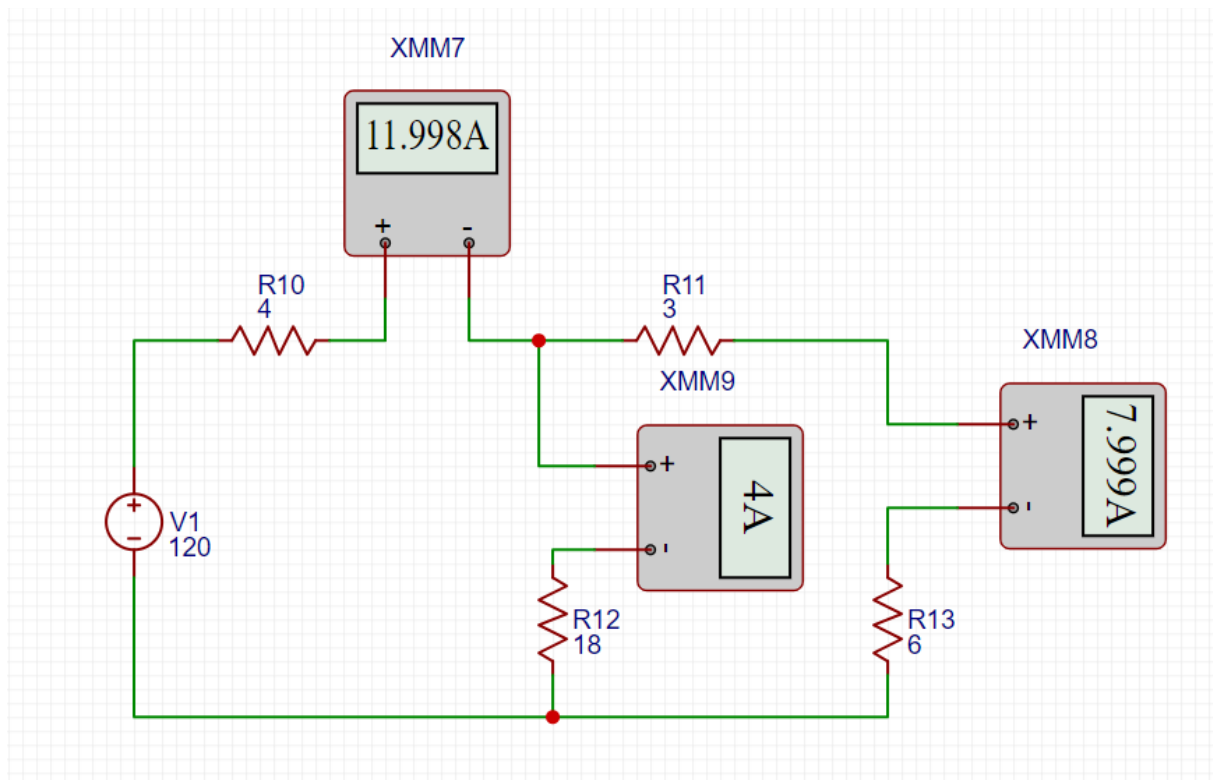 XMM7
11.998A
+ -
R10
4
R11
3
XMM8
XMM9
+
7.999A
-
+
4A
-
+
−
V1
120
R12
18
R13
6